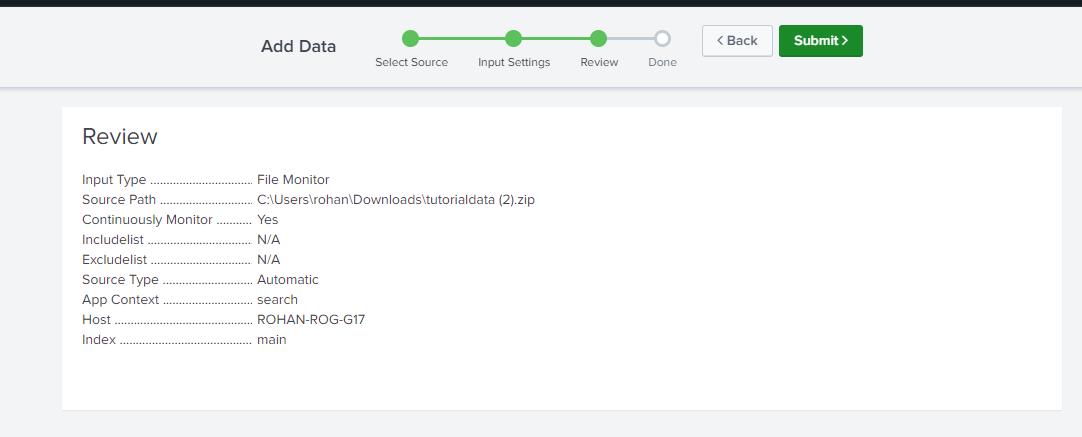 Add Data
Select Source
Input Settings
Review
Done
< Back
Submit >
Review
Input Type ................................ File Monitor
Source Path ............................. C:\Users\rohan\Downloads\tutorialdata (2).zip
Continuously Monitor ........... Yes
Includelist ................................ N/A
Excludelist ............................... N/A
Source Type ............................ Automatic
App Context ............................ search
Host .......................................... ROHAN-ROG-G17
Index ......................................... main